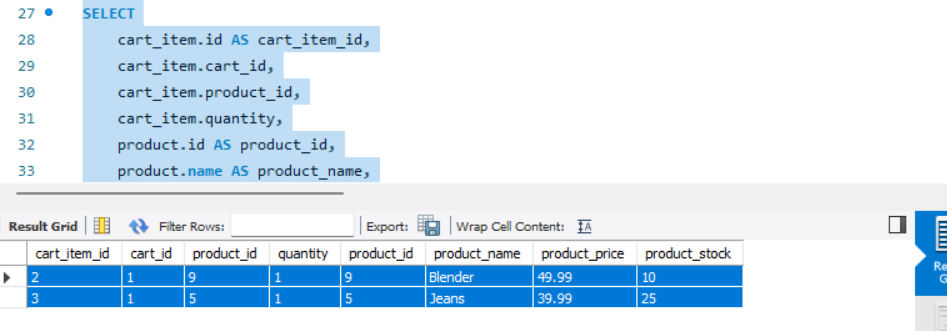 27 SELECT
28 cart_item.id AS cart_item_id,
29 cart_item.cart_id,
30 cart_item.product_id,
31 cart_item.quantity,
32 product.id AS product_id,
33 product.name AS product_name,
Result Grid Filter Rows: Export: Wrap Cell Content:
cart_item_id cart_id product_id quantity product_id product_name product_price product_stock
2 1 9 1 9 Blender 49.99 10
3 1 5 1 5 Jeans 39.99 25